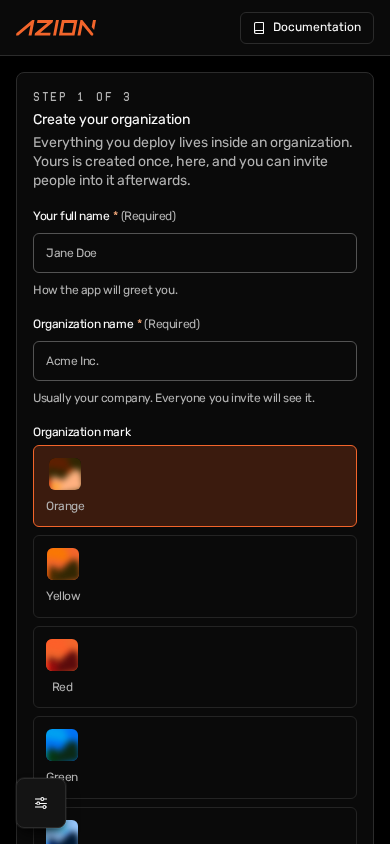 AZION
Documentation
STEP 1 OF 3
Create your organization
Everything you deploy lives inside an organization.
Yours is created once, here, and you can invite
people into it afterwards.
Your full name * (Required)
Jane Doe
How the app will greet you.
Organization name * (Required)
Acme Inc.
Usually your company. Everyone you invite will see it.
Organization mark
Orange
Yellow
Red
Green